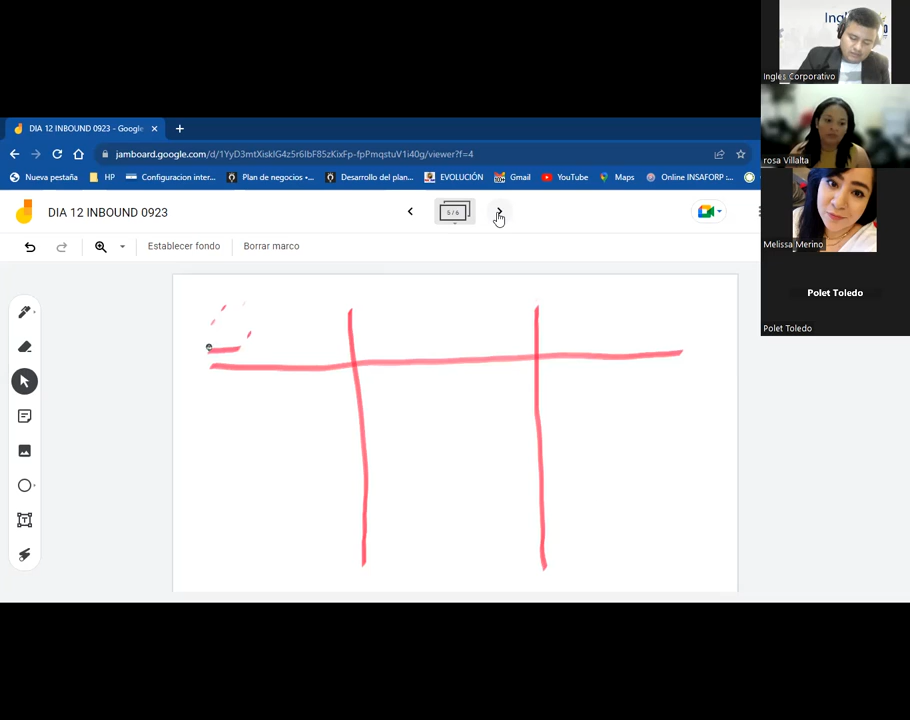 Ingles Corporativo
DIA 12 INBOUND 0923 - Google
jamboard.google.com/d/1YyD3mtXisklG4z5r6IbF85zKixFp-fpPmqstuV1i40g/viewer?f=4
rosa Villalta
Nueva pestaña
HP
Configuracion inter...
Plan de negocios •...
Desarrollo del plan...
EVOLUCIÓN
Gmail
YouTube
Maps
Online INSAFORP :...
DIA 12 INBOUND 0923
5 / 6
Melissa Merino
Establecer fondo
Borrar marco
Polet Toledo
Polet Toledo